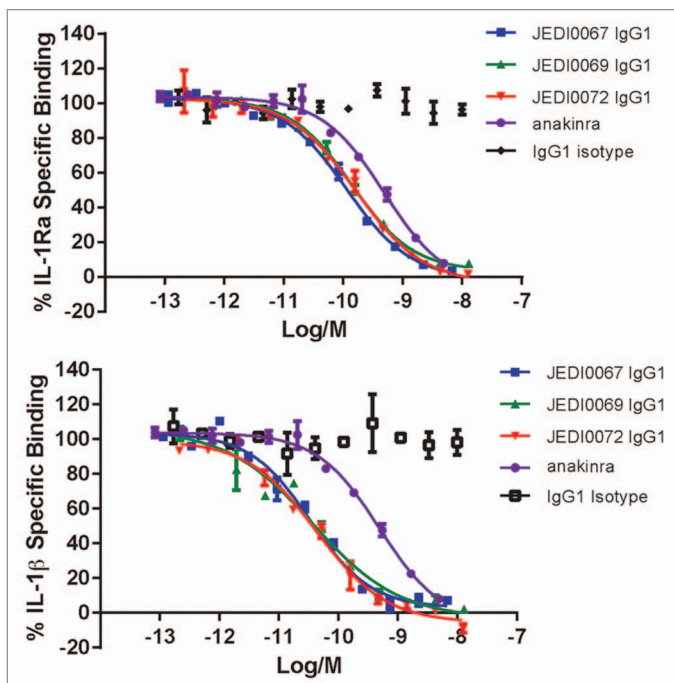 % IL-1Ra Specific Binding
140
120
100
80
60
40
20
0
-20
-13 -12 -11 -10 -9 -8 -7
Log/M
JEDI0067 IgG1
JEDI0069 IgG1
JEDI0072 IgG1
anakinra
IgG1 isotype
% IL-1β Specific Binding
140
120
100
80
60
40
20
0
-20
-13 -12 -11 -10 -9 -8 -7
Log/M
JEDI0067 IgG1
JEDI0069 IgG1
JEDI0072 IgG1
anakinra
IgG1 Isotype